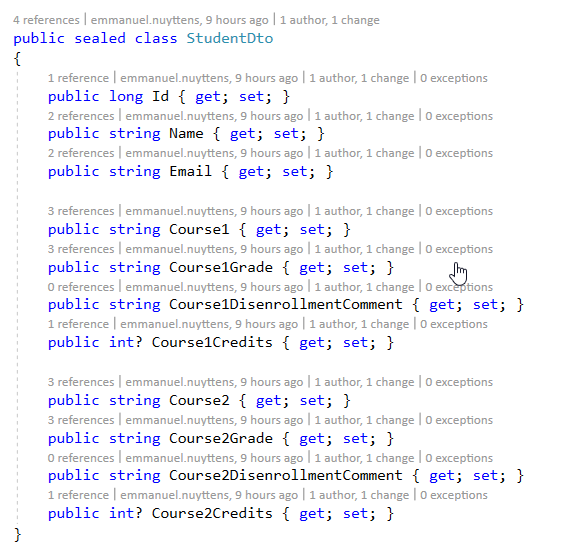 4 references | emmanuel.nuyttens, 9 hours ago | 1 author, 1 change
public sealed class StudentDto
{
1 reference | emmanuel.nuyttens, 9 hours ago | 1 author, 1 change | 0 exceptions
public long Id { get; set; }
2 references | emmanuel.nuyttens, 9 hours ago | 1 author, 1 change | 0 exceptions
public string Name { get; set; }
2 references | emmanuel.nuyttens, 9 hours ago | 1 author, 1 change | 0 exceptions
public string Email { get; set; }
3 references | emmanuel.nuyttens, 9 hours ago | 1 author, 1 change | 0 exceptions
public string Course1 { get; set; }
3 references | emmanuel.nuyttens, 9 hours ago | 1 author, 1 change | 0 exceptions
public string Course1Grade { get; set; }
0 references | emmanuel.nuyttens, 9 hours ago | 1 author, 1 change | 0 exceptions
public string Course1DisenrollmentComment { get; set; }
1 reference | emmanuel.nuyttens, 9 hours ago | 1 author, 1 change | 0 exceptions
public int? Course1Credits { get; set; }
3 references | emmanuel.nuyttens, 9 hours ago | 1 author, 1 change | 0 exceptions
public string Course2 { get; set; }
3 references | emmanuel.nuyttens, 9 hours ago | 1 author, 1 change | 0 exceptions
public string Course2Grade { get; set; }
0 references | emmanuel.nuyttens, 9 hours ago | 1 author, 1 change | 0 exceptions
public string Course2DisenrollmentComment { get; set; }
1 reference | emmanuel.nuyttens, 9 hours ago | 1 author, 1 change | 0 exceptions
public int? Course2Credits { get; set; }
}